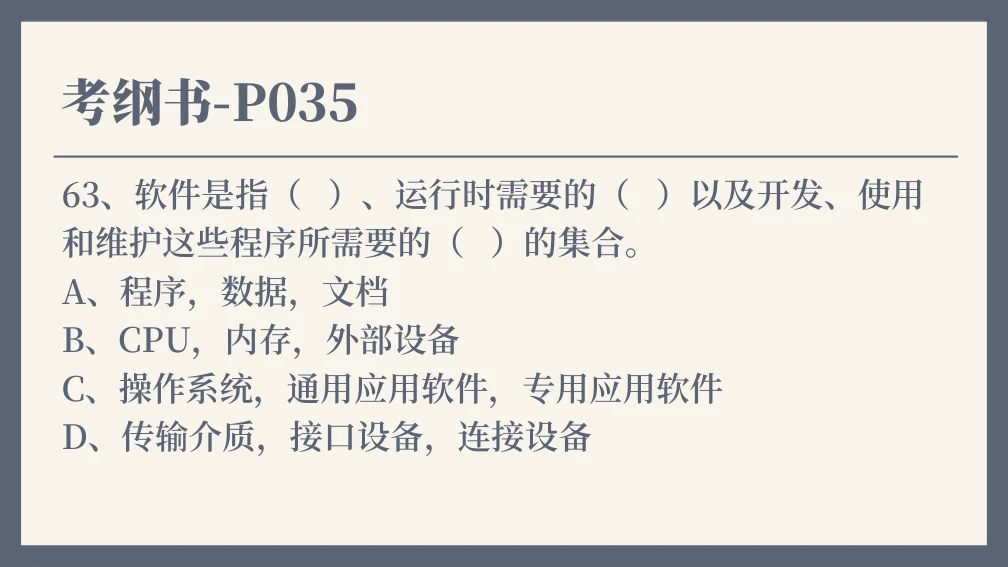 考纲书-P035
63、软件是指（ ）、运行时需要的（ ）以及开发、使用
和维护这些程序所需要的（ ）的集合。
A、程序，数据，文档
B、CPU，内存，外部设备
C、操作系统，通用应用软件，专用应用软件
D、传输介质，接口设备，连接设备